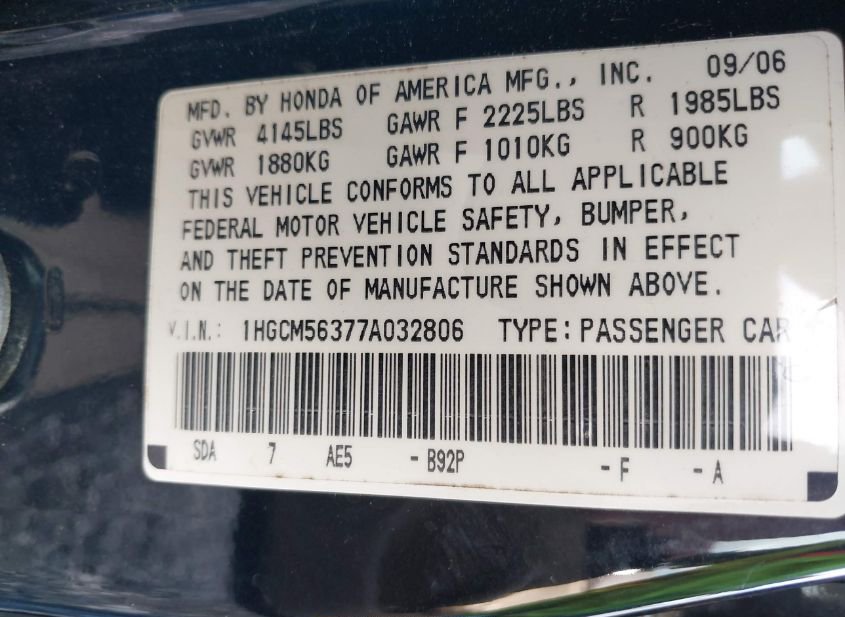 MFD. BY HONDA OF AMERICA MFG., INC. 09/06
GVWR 4145LBS GAWR F 2225LBS R 1985LBS
GVWR 1880KG GAWR F 1010KG R 900KG
THIS VEHICLE CONFORMS TO ALL APPLICABLE
FEDERAL MOTOR VEHICLE SAFETY, BUMPER,
AND THEFT PREVENTION STANDARDS IN EFFECT
ON THE DATE OF MANUFACTURE SHOWN ABOVE.
V.I.N.: 1HGCM56377A032806 TYPE: PASSENGER CAR
SDA 7 AE5 - B92P - F - A